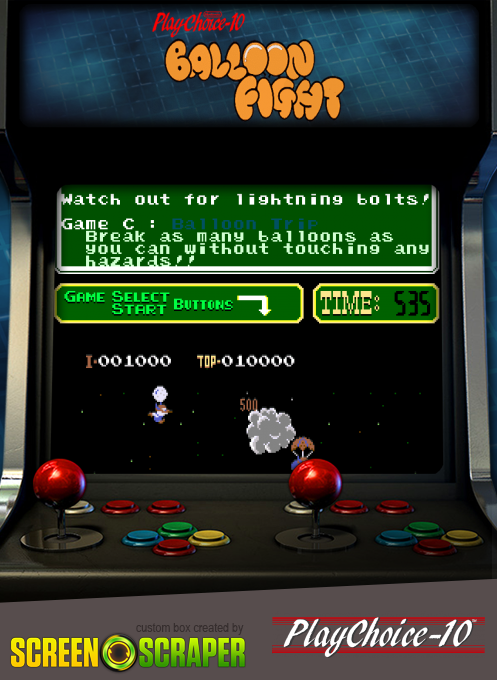 PlayChoice-10
BALLOON
FIGHT
Watch out for lightning bolts!
Game C : Balloon Trip
Break as many balloons as
you can without touching any
hazards!!
GAME SELECT
START BUTTONS
TIME: 535
I-001000 TOP-010000
500
custom box created by
SCREEN SCRAPER
PlayChoice-10™